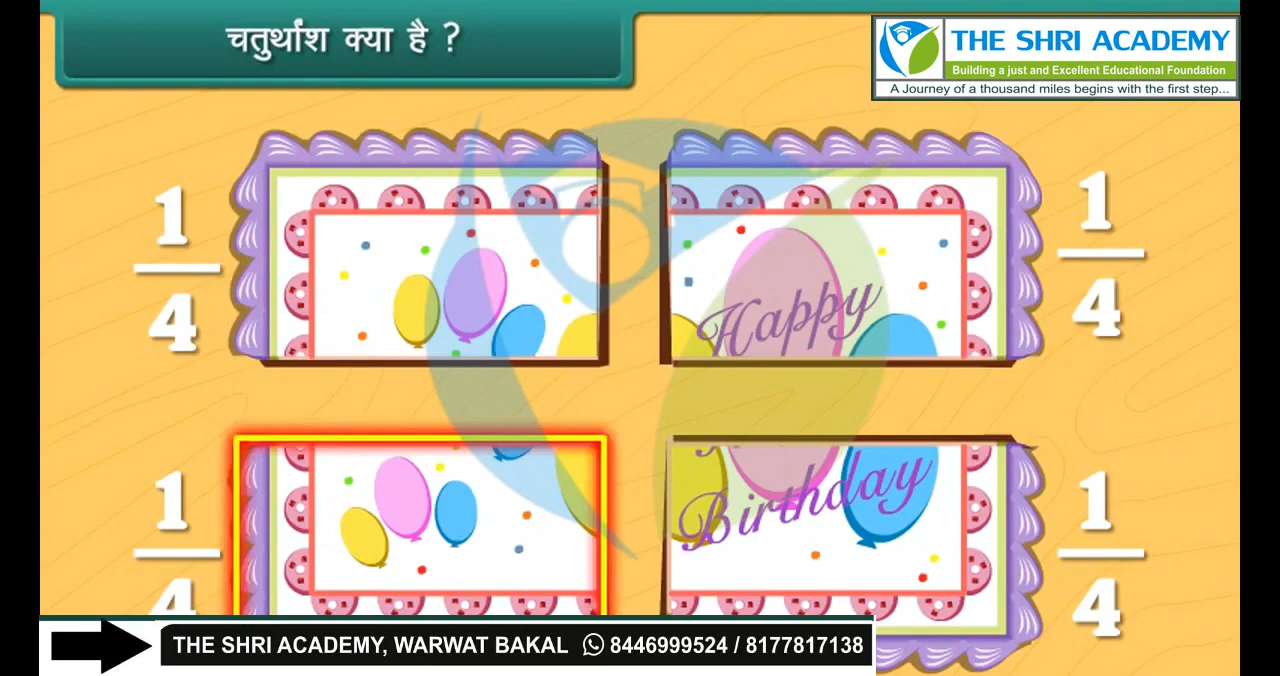 चतुर्थांश क्या है ?
THE SHRI ACADEMY
Building a just and Excellent Educational Foundation
A Journey of a thousand miles begins with the first step...
1
4
1
4
Happy
Birthday
1
4
1
4
THE SHRI ACADEMY, WARWAT BAKAL 8446999524 / 8177817138